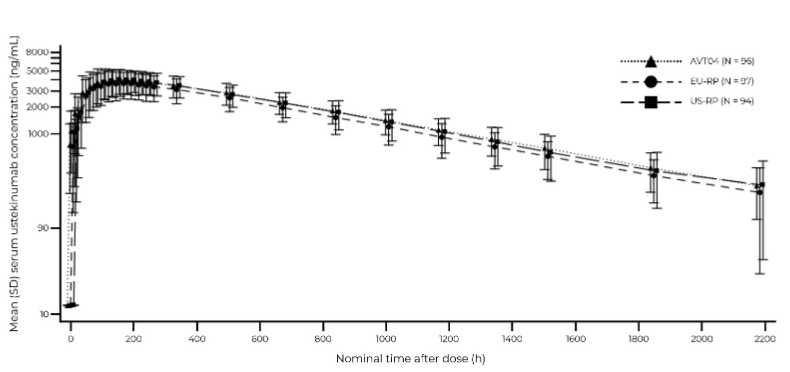 Mean (SD) serum ustekinumab concentration (ng/mL)
8000
5000
3000
2000
1000
90
10
AVT04 (N = 96)
EU-RP (N = 97)
US-RP (N = 94)
0 200 400 600 800 1000 1200 1400 1600 1800 2000 2200
Nominal time after dose (h)